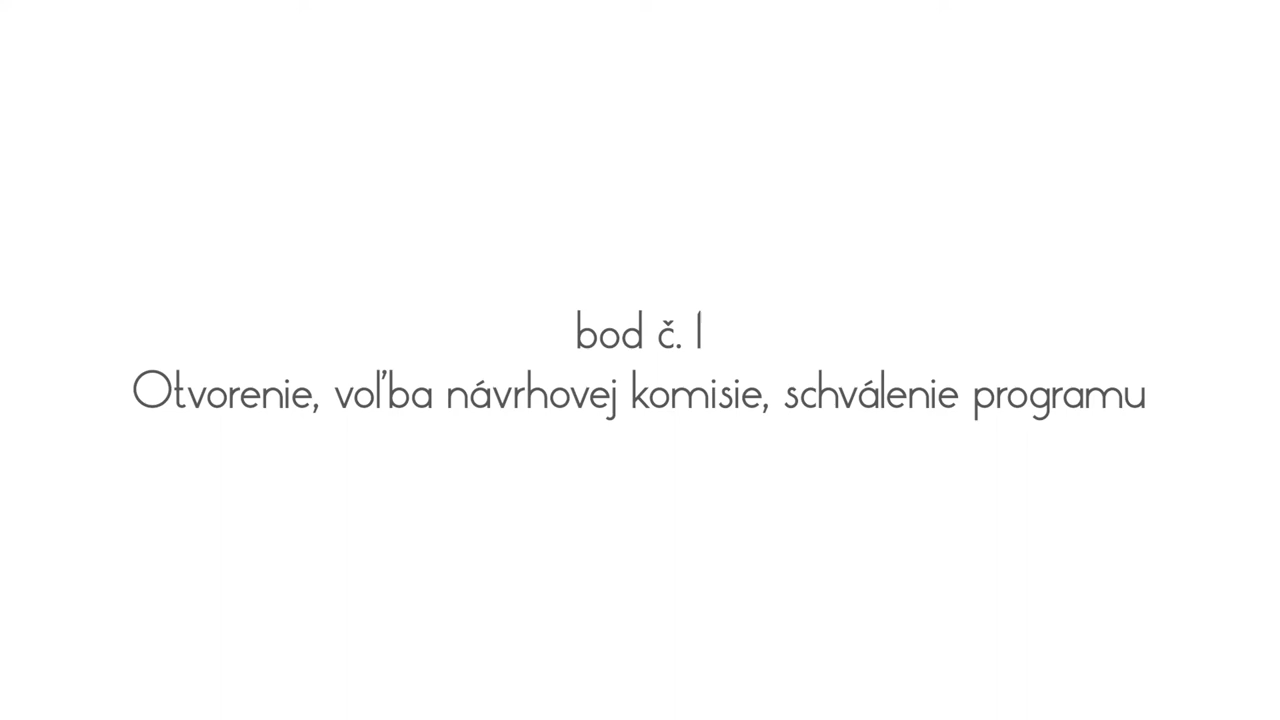 bod č. 1
Otvorenie, voľba návrhovej komisie, schválenie programu